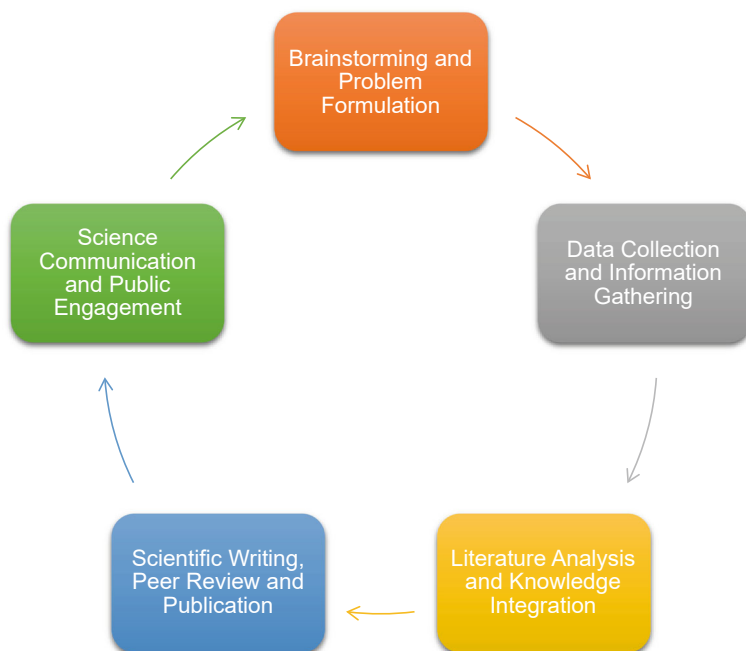 Brainstorming and
Problem
Formulation
Data Collection
and Information
Gathering
Literature Analysis
and Knowledge
Integration
Scientific Writing,
Peer Review and
Publication
Science
Communication
and Public
Engagement